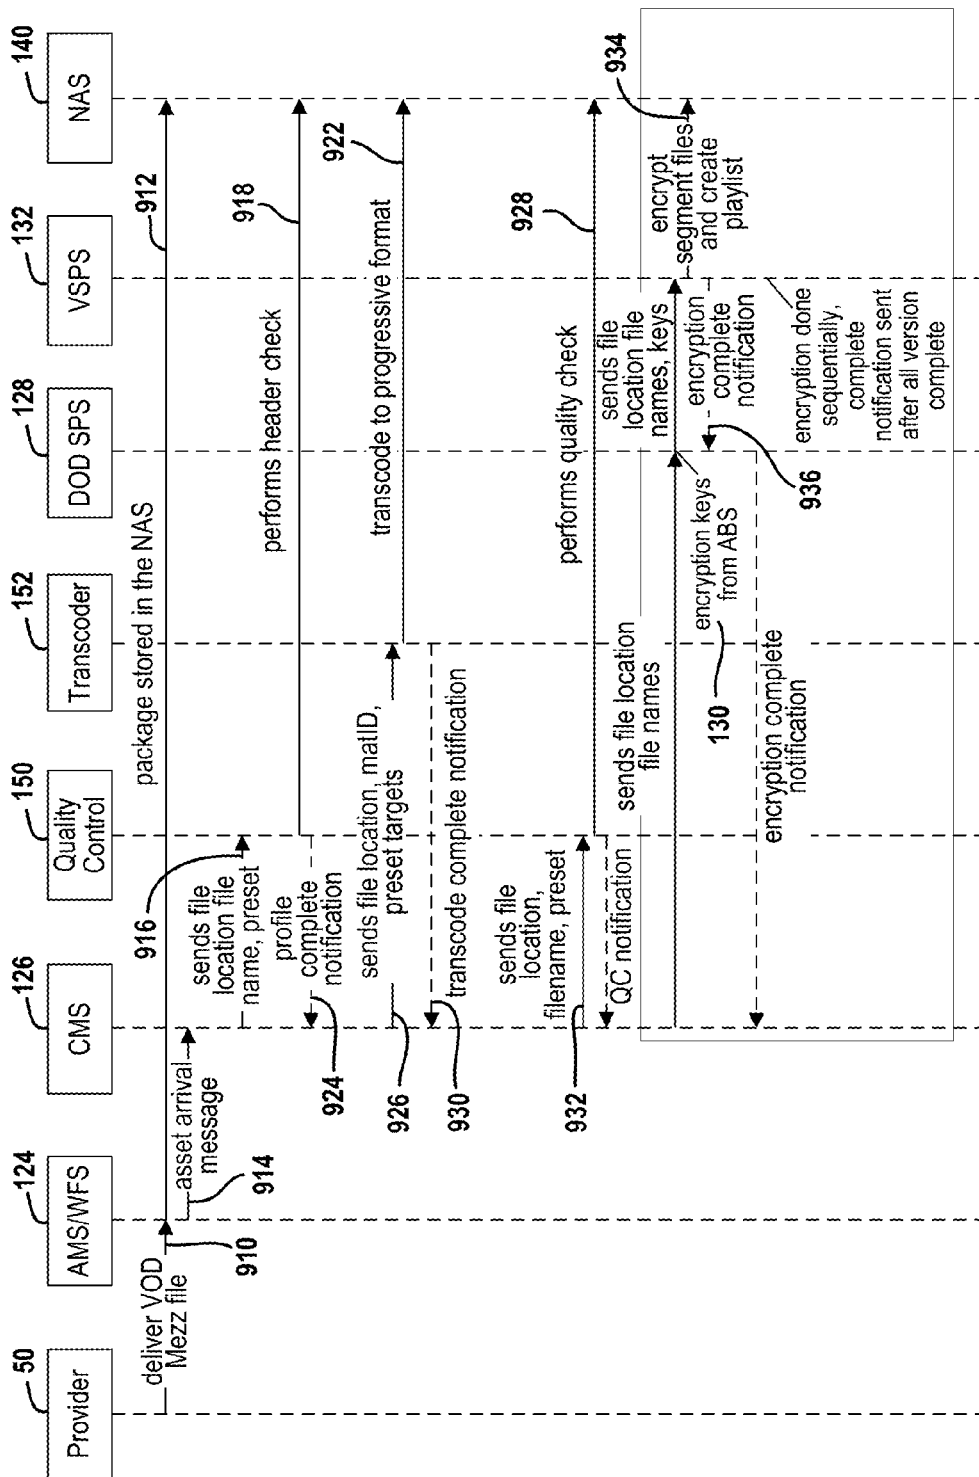 50
124
126
150
152
128
132
140
Provider
AMS/WFS
CMS
Quality
Control
Transcoder
DOD SPS
VSPS
NAS
deliver VOD
Mezz file
910
package stored in the NAS
912
asset arrival
message
914
916
sends file
location file
name, preset
performs header check
918
profile
complete
notification
924
sends file location, matID,
preset targets
926
transcode to progressive format
922
transcode complete notification
930
sends file
location,
filename, preset
932
performs quality check
928
QC notification
sends file location
file names
sends file
location file
names, keys
encrypt
segment files
and create
playlist
934
encryption keys
from ABS
130
encryption
complete
notification
936
encryption complete
notification
encryption done
sequentially,
complete
notification sent
after all version
complete